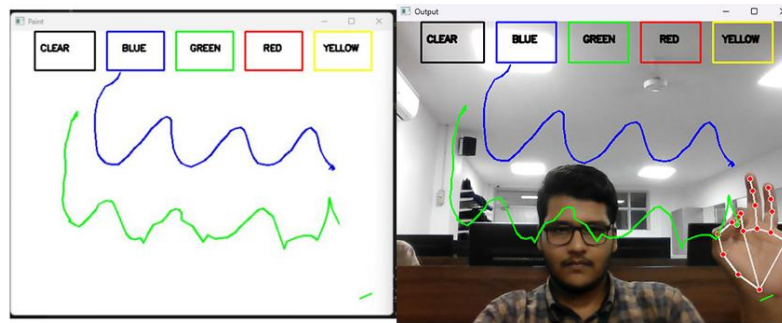 Paint
CLEAR BLUE GREEN RED YELLOW
Output
CLEAR BLUE GREEN RED YELLOW